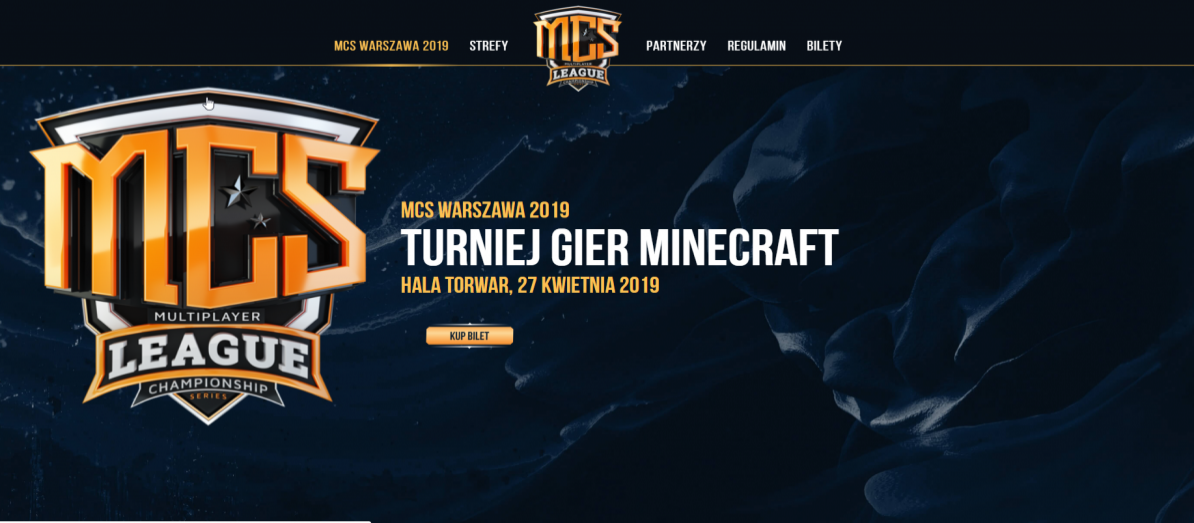 MCS WARSZAWA 2019
STREFY
MCS
MULTIPLAYER
LEAGUE
PARTNERZY
REGULAMIN
BILETY
MCS
MULTIPLAYER
LEAGUE
CHAMPIONSHIP
SERIES
MCS WARSZAWA 2019
TURNIEJ GIER MINECRAFT
HALA TORWAR, 27 KWIETNIA 2019
KUP BILET